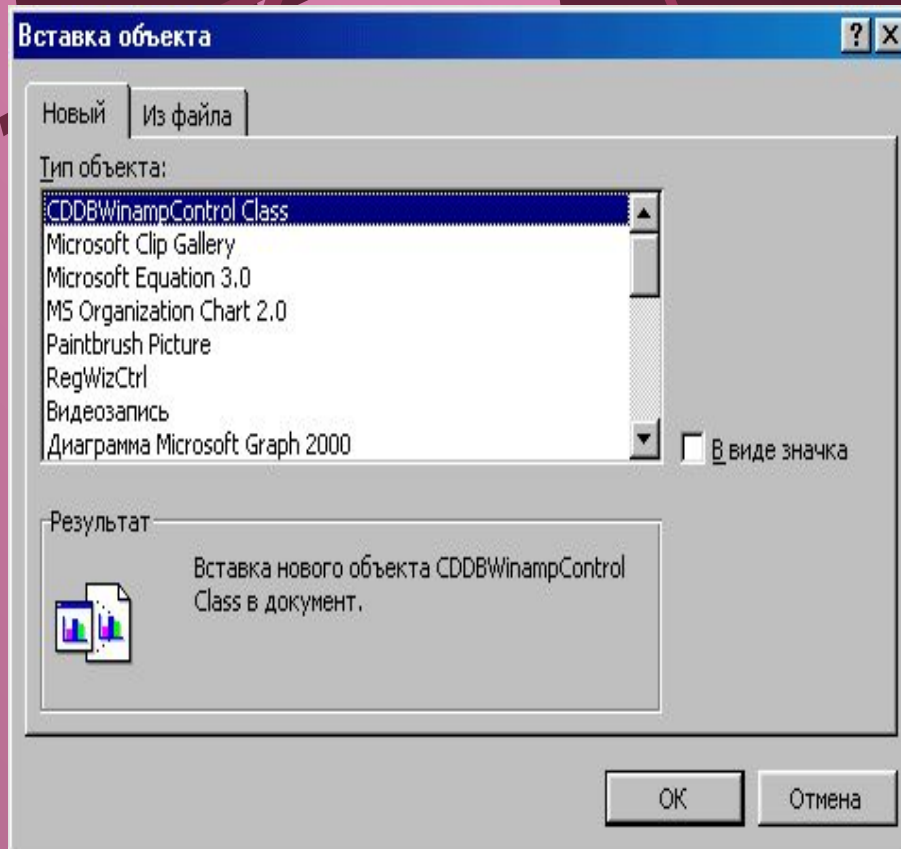 Вставка объекта
Новый
Из файла
Тип объекта:
CDDBWinampControl Class
Microsoft Clip Gallery
Microsoft Equation 3.0
MS Organization Chart 2.0
Paintbrush Picture
RegWizCtrl
Видеозапись
Диаграмма Microsoft Graph 2000
В виде значка
Результат
Вставка нового объекта CDDBWinampControl
Class в документ.
ОК
Отмена